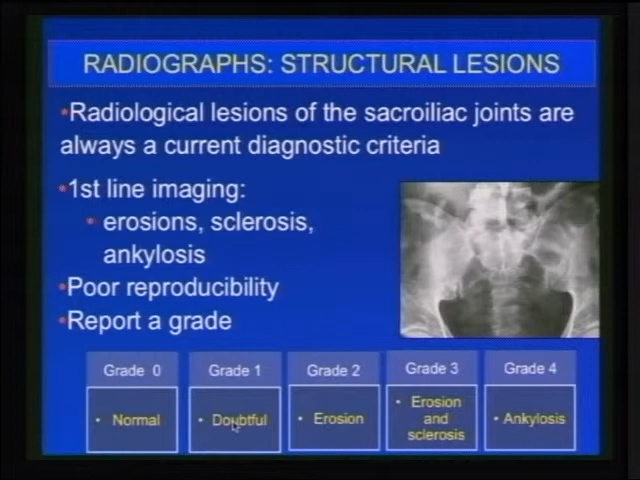 RADIOGRAPHS: STRUCTURAL LESIONS
•Radiological lesions of the sacroiliac joints are
always a current diagnostic criteria
•1st line imaging:
• erosions, sclerosis,
ankylosis
•Poor reproducibility
•Report a grade
Grade 0 Grade 1 Grade 2 Grade 3 Grade 4
• Normal • Doubtful • Erosion • Erosion and sclerosis • Ankylosis